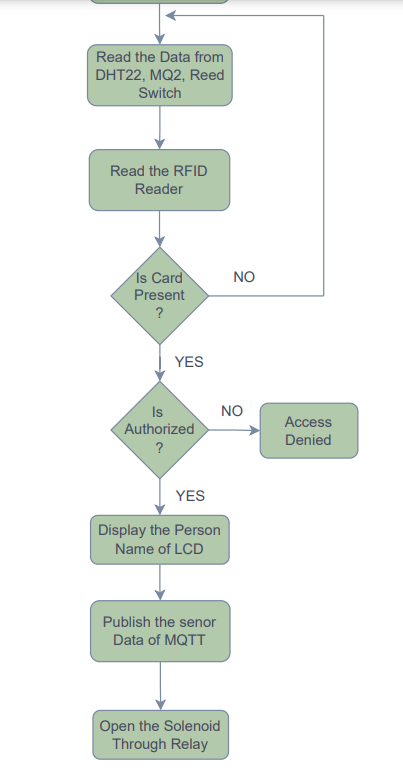 Read the Data from
DHT22, MQ2, Reed
Switch
Read the RFID
Reader
Is Card
Present
?
NO
YES
Is
Authorized
?
NO
Access
Denied
YES
Display the Person
Name of LCD
Publish the senor
Data of MQTT
Open the Solenoid
Through Relay